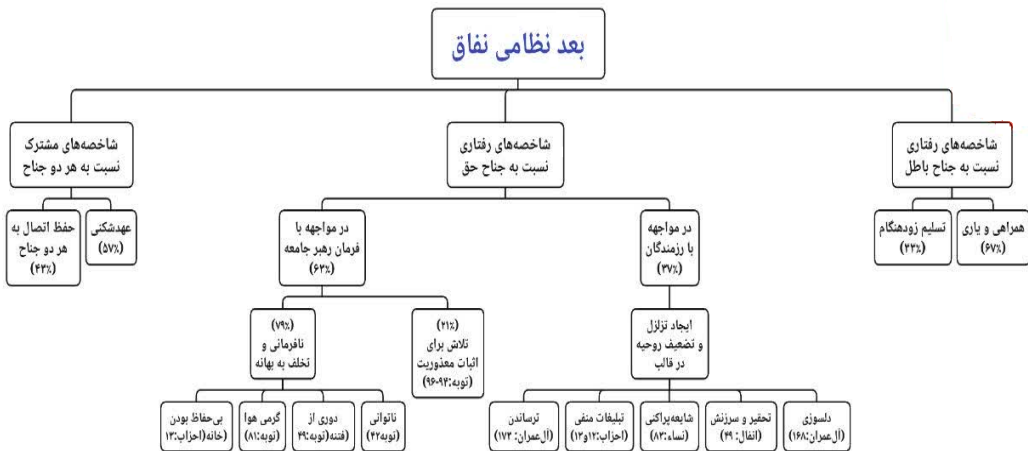 بعد نظامی نفاق
شاخصه‌های رفتاری
نسبت به جناح باطل
شاخصه‌های رفتاری
نسبت به جناح حق
شاخصه‌های مشترک
نسبت به هر دو جناح
همراهی و یاری
(۶۷٪)
تسلیم زودهنگام
(۳۳٪)
در مواجهه
با رزمندگان
(۳۷٪)
در مواجهه با
فرمان رهبر جامعه
(۶۳٪)
عهدشکنی
(۵۷٪)
حفظ اتصال به
هر دو جناح
(۴۳٪)
ایجاد تزلزل
و تضعیف روحیه
در قالب
(۲۱٪)
تلاش برای
اثبات معذوریت
(توبه:۹۴-۹۶)
(۷۹٪)
نافرمانی و
تخلف به بهانه
دلسوزی
(آل‌عمران:۱۶۸)
تحقیر و سرزنش
(انفال: ۴۹)
شایعه‌پراکنی
(نساء:۸۳)
تبلیغات منفی
(احزاب:۱۲و۱۳)
ترساندن
(آل‌عمران: ۱۷۳)
ناتوانی
(توبه۴۲)
دوری از
فتنه(توبه:۴۹
گرمی هوا
(توبه:۸۱)
بی‌حفاظ بودن
خانه(احزاب:۱۳